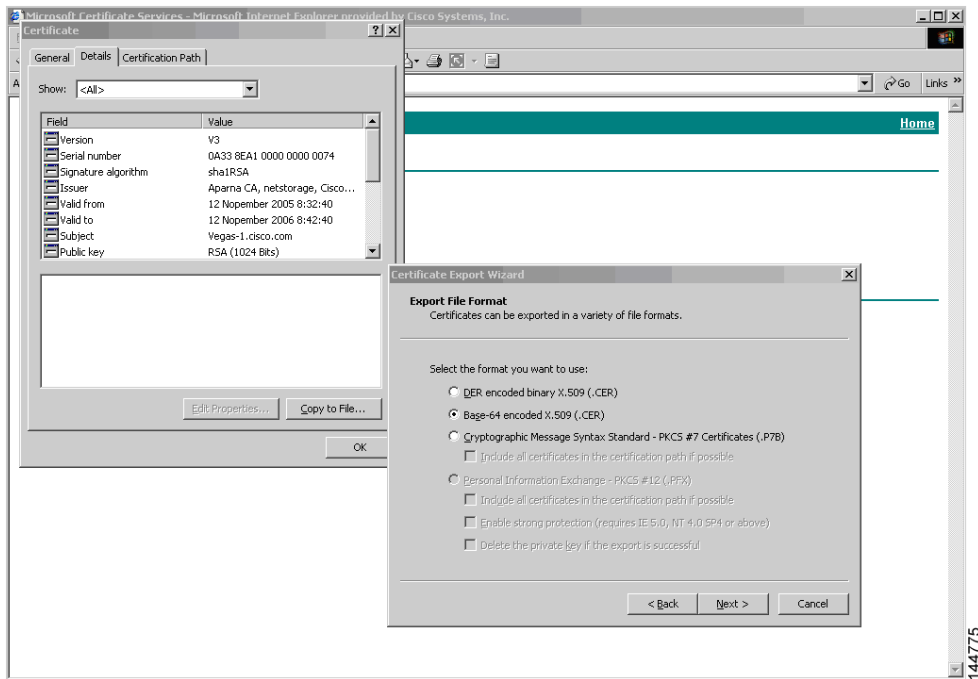 Microsoft Certificate Services - Microsoft Internet Explorer provided by Cisco Systems, Inc.
Certificate
General Details Certification Path
Show: <All>
Field Value
Version V3
Serial number 0A33 8EA1 0000 0000 0074
Signature algorithm sha1RSA
Issuer Aparna CA, netstorage, Cisco...
Valid from 12 Nopember 2005 8:32:40
Valid to 12 Nopember 2006 8:42:40
Subject Vegas-1.cisco.com
Public key RSA (1024 Bits)
Edit Properties... Copy to File...
OK
Go Links »
Home
Certificate Export Wizard
Export File Format
Certificates can be exported in a variety of file formats.
Select the format you want to use:
DER encoded binary X.509 (.CER)
Base-64 encoded X.509 (.CER)
Cryptographic Message Syntax Standard - PKCS #7 Certificates (.P7B)
Include all certificates in the certification path if possible
Personal Information Exchange - PKCS #12 (.PFX)
Include all certificates in the certification path if possible
Enable strong protection (requires IE 5.0, NT 4.0 SP4 or above)
Delete the private key if the export is successful
< Back Next > Cancel
144775